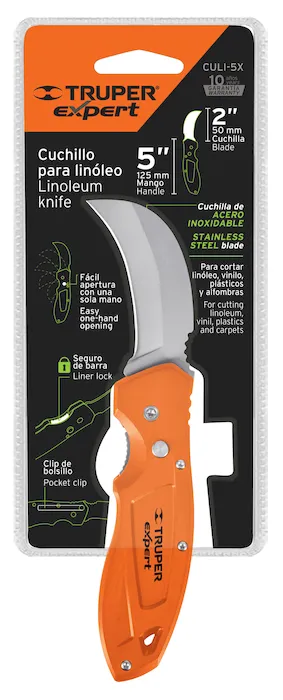 CULI-5X
TRUPER®
expert
10 años years
GARANTÍA
WARRANTY
2”
50 mm
Cuchilla
Blade
5”
125 mm
Mango
Handle
Cuchillo
para linóleo
Linoleum
knife
Cuchilla de
ACERO
INOXIDABLE
STAINLESS
STEEL blade
Fácil
apertura
con una
sola mano
Easy
one-hand
opening
Para cortar
linóleo, vinilo,
plásticos
y alfombras
For cutting
linoleum,
vinil, plastics
and carpets
Seguro
de barra
Liner lock
Clip de
bolsillo
Pocket clip
TRUPER
expert